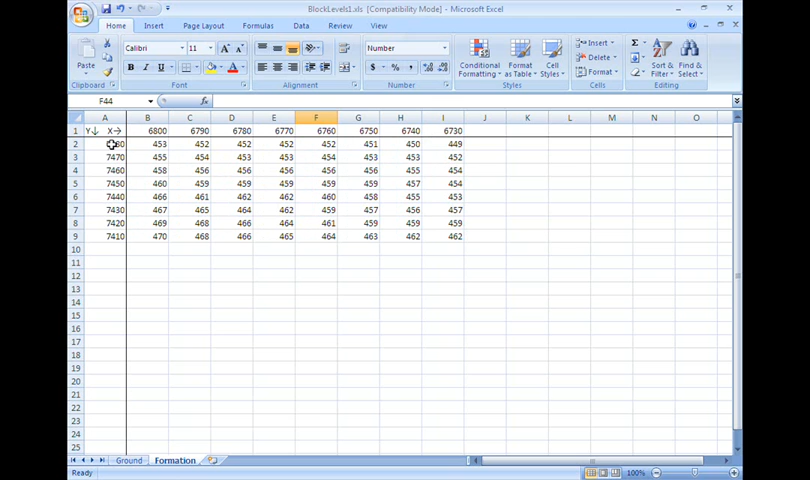 BlockLevels1.xls [Compatibility Mode] - Microsoft Excel
Home Insert Page Layout Formulas Data Review View
Calibri 11 A A Number Insert Σ
Paste B I U A $ % , Conditional Formatting Format as Table Cell Styles Delete Format Sort & Filter Find & Select
Clipboard Font Alignment Number Styles Cells Editing
F44 fx
A B C D E F G H I J K L M N O
1 Y↓ X→ 6800 6790 6780 6770 6760 6750 6740 6730
2 453 452 452 452 452 451 450 449
3 7470 455 454 453 453 454 453 453 452
4 7460 458 456 456 456 456 455 457 454
5 7450 460 459 459 459 459 455 457 454
6 7440 466 461 462 462 460 458 455 453
7 7430 467 465 464 462 459 457 456 457
8 7420 469 468 466 464 461 459 459 459
9 7410 470 468 466 465 464 463 462 462
10
11
12
13
14
15
16
17
18
19
20
21
22
23
24
25
Ground Formation
Ready 100%